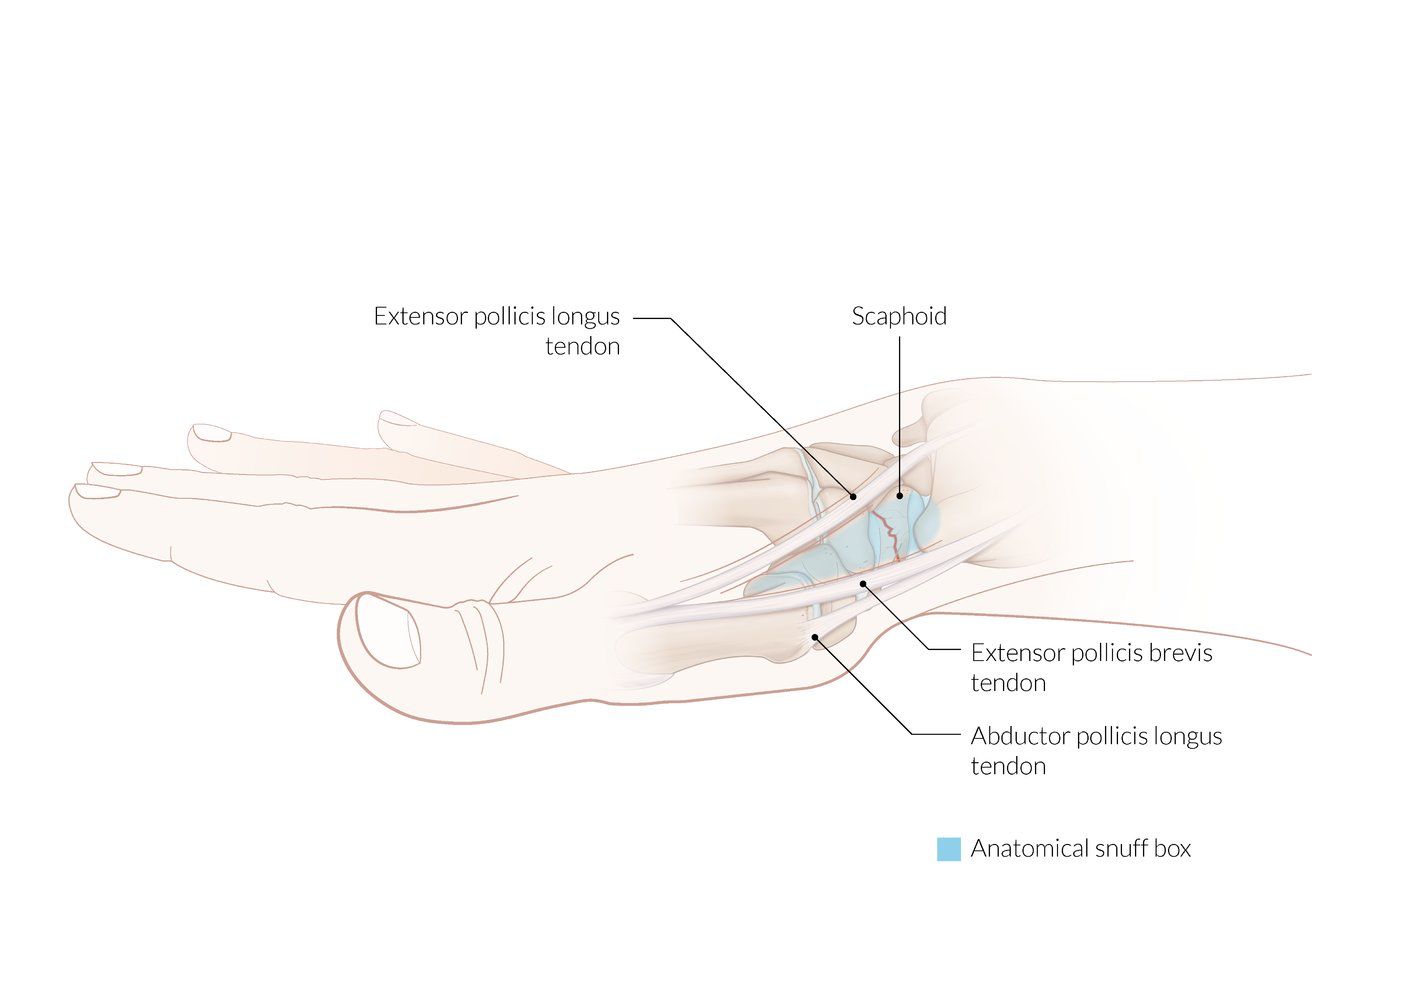 Extensor pollicis longus
tendon
Scaphoid
Extensor pollicis brevis
tendon
Abductor pollicis longus
tendon
Anatomical snuff box